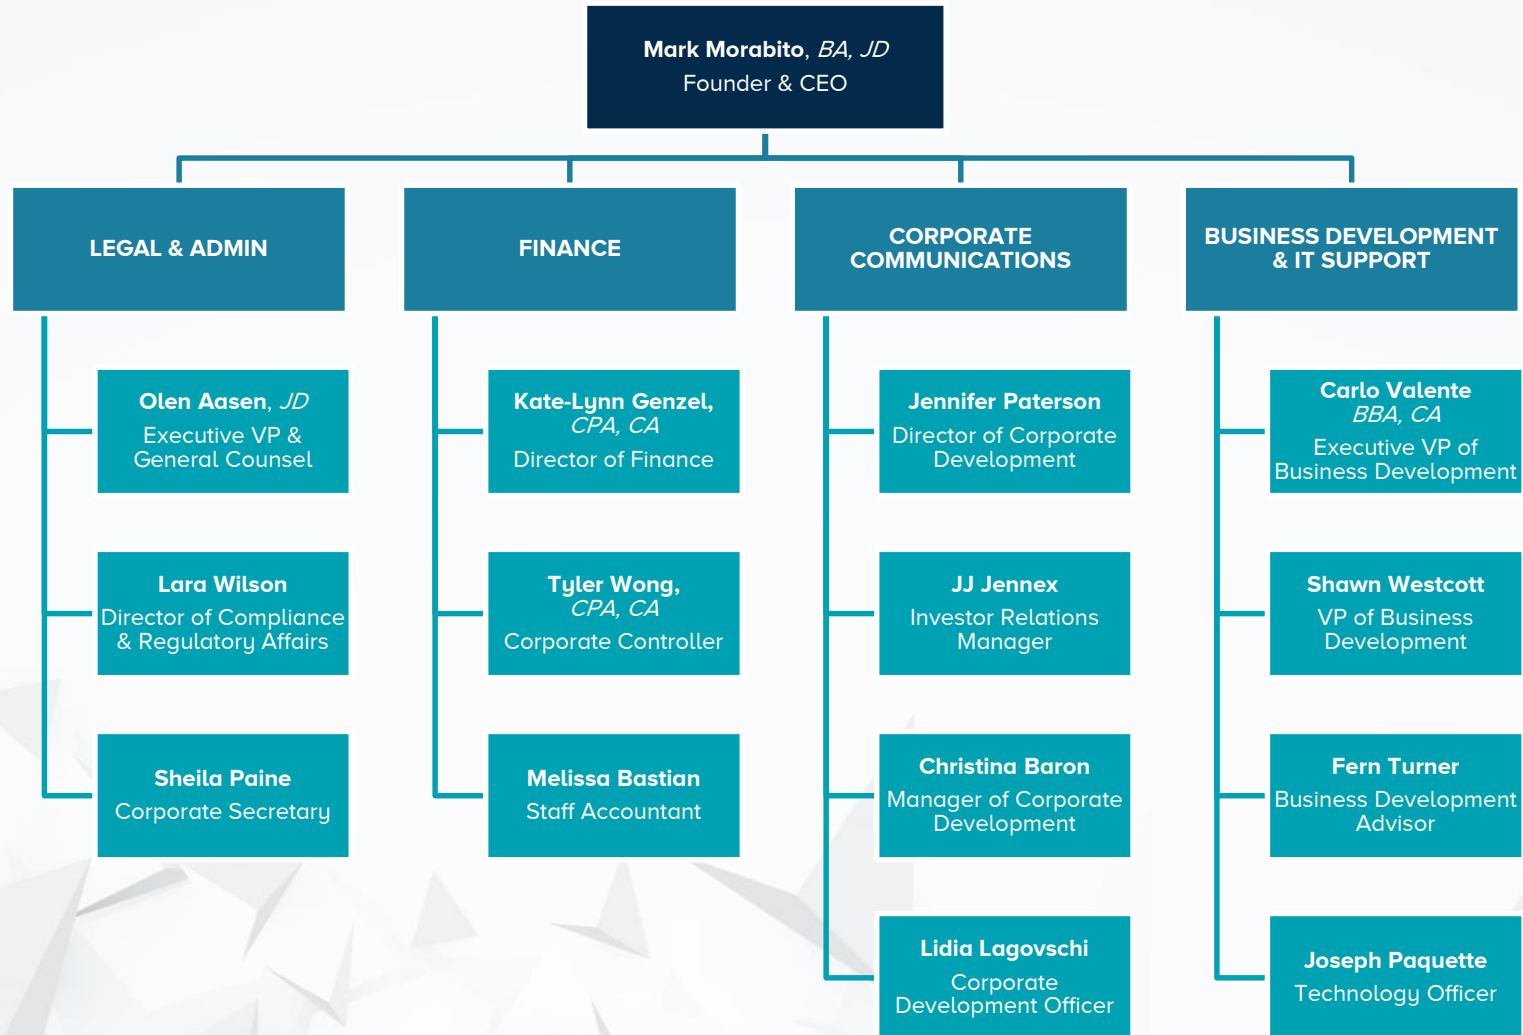 Mark Morabito, BA, JD
Founder & CEO
LEGAL & ADMIN
Olen Aasen, JD
Executive VP &
General Counsel
Lara Wilson
Director of Compliance
& Regulatory Affairs
Sheila Paine
Corporate Secretary
FINANCE
Kate-Lynn Genzel,
CPA, CA
Director of Finance
Tyler Wong,
CPA, CA
Corporate Controller
Melissa Bastian
Staff Accountant
CORPORATE
COMMUNICATIONS
Jennifer Paterson
Director of Corporate
Development
JJ Jennex
Investor Relations
Manager
Christina Baron
Manager of Corporate
Development
Lidia Lagovschi
Corporate
Development Officer
BUSINESS DEVELOPMENT
& IT SUPPORT
Carlo Valente
BBA, CA
Executive VP of
Business Development
Shawn Westcott
VP of Business
Development
Fern Turner
Business Development
Advisor
Joseph Paquette
Technology Officer